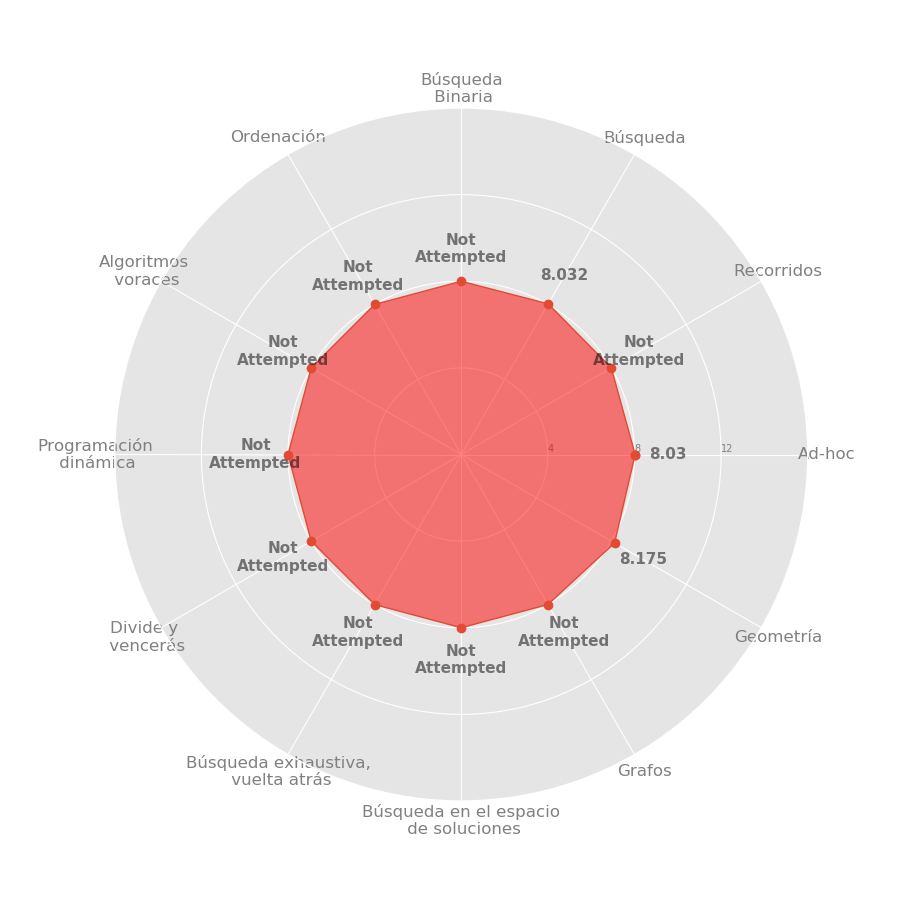 Búsqueda
Binaria
Ordenación
Búsqueda
Not
Attempted
Not
Attempted
8.032
Algoritmos
voraces
Recorridos
Not
Attempted
Not
Attempted
Programación
dinámica
Not
Attempted
4
8
12
8.03
Ad-hoc
Not
Attempted
8.175
Divide y
vencerás
Geometría
Not
Attempted
Not
Attempted
Not
Attempted
Búsqueda exhaustiva,
vuelta atrás
Grafos
Búsqueda en el espacio
de soluciones